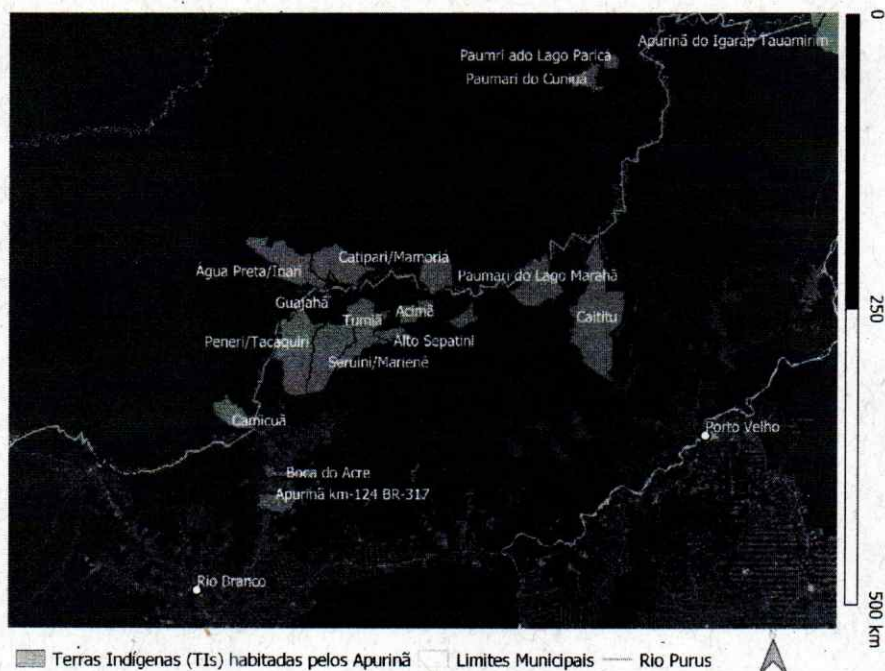 Apurinã do Igarap Tauamirim
Paumri ado Lago Paricá
Paumari do Cuniuá
Catipari/Mamoriá
Água Preta/Inari
Paumari do Lago Marahã
Guajahã
Acimã
Tumiã
Caititu
Peneri/Tacaquiri
Alto Sepatini
Seruini/Marienê
Camicuã
Porto Velho
Boca do Acre
Apurinã km-124 BR-317
Rio Branco
0
250
500 km
Terras Indígenas (TIs) habitadas pelos Apurinã
Limites Municipais
Rio Purus